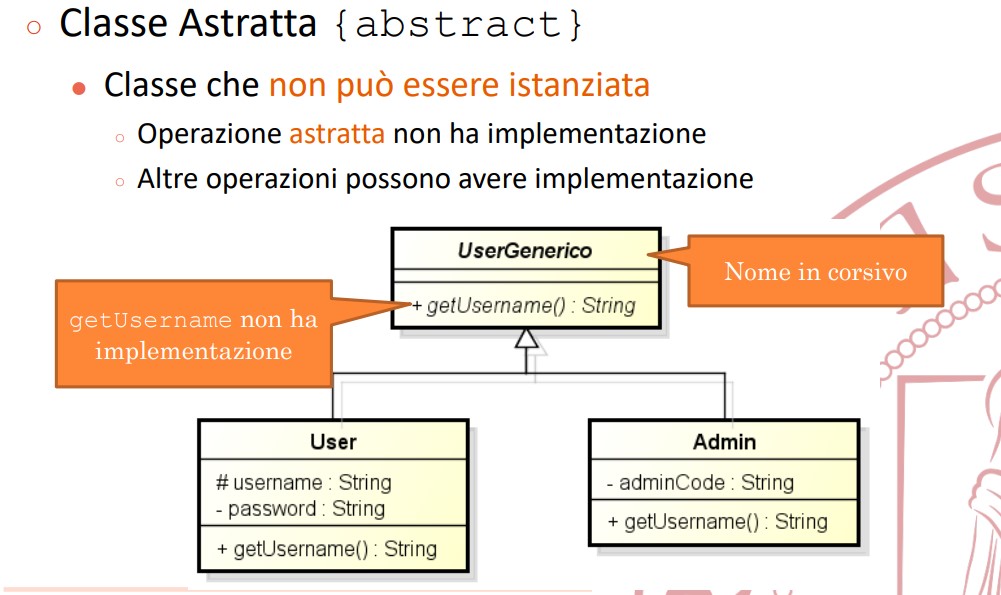 Classe Astratta {abstract}
Classe che non può essere istanziata
Operazione astratta non ha implementazione
Altre operazioni possono avere implementazione
UserGenerico
+ getUsername() : String
Nome in corsivo
getUsername non ha
implementazione
User
# username : String
- password : String
+ getUsername() : String
Admin
- adminCode : String
+ getUsername() : String